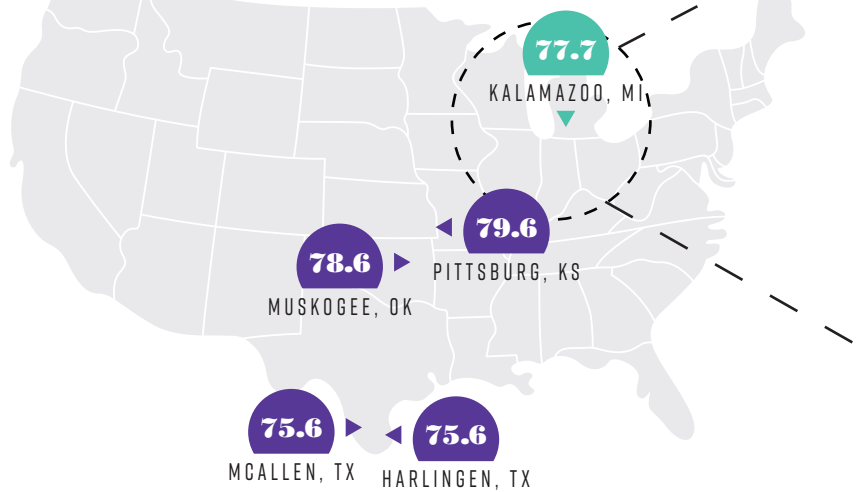 77.7
KALAMAZOO, MI
79.6
PITTSBURG, KS
78.6
MUSKOGEE, OK
75.6
MCALLEN, TX
75.6
HARLINGEN, TX